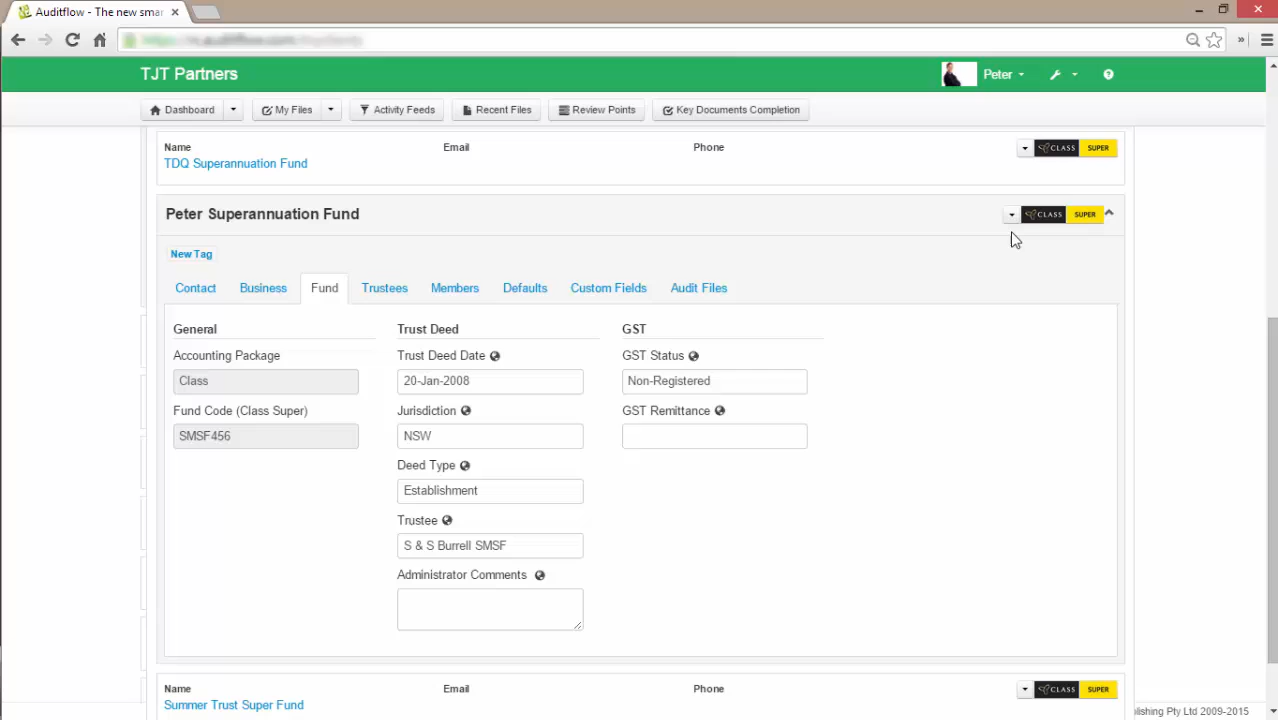 Auditflow - The new smar
TJT Partners
Peter
Dashboard My Files Activity Feeds Recent Files Review Points Key Documents Completion
Name Email Phone
TDQ Superannuation Fund
CLASS SUPER
Peter Superannuation Fund
CLASS SUPER
New Tag
Contact Business Fund Trustees Members Defaults Custom Fields Audit Files
General Trust Deed GST
Accounting Package Trust Deed Date GST Status
Class 20-Jan-2008 Non-Registered
Fund Code (Class Super) Jurisdiction GST Remittance
SMSF456 NSW
Deed Type
Establishment
Trustee
S & S Burrell SMSF
Administrator Comments
Name Email Phone
CLASS SUPER
Summer Trust Super Fund
blishing Pty Ltd 2009-2015